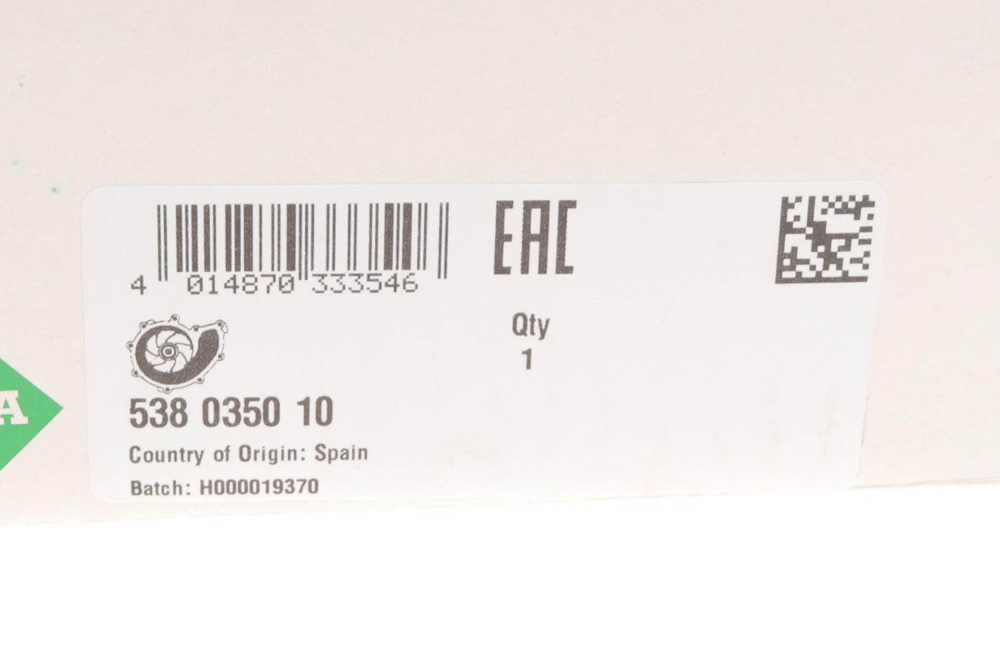 4 014870 333546
EAC
Qty
1
538 0350 10
Country of Origin: Spain
Batch: H000019370
A